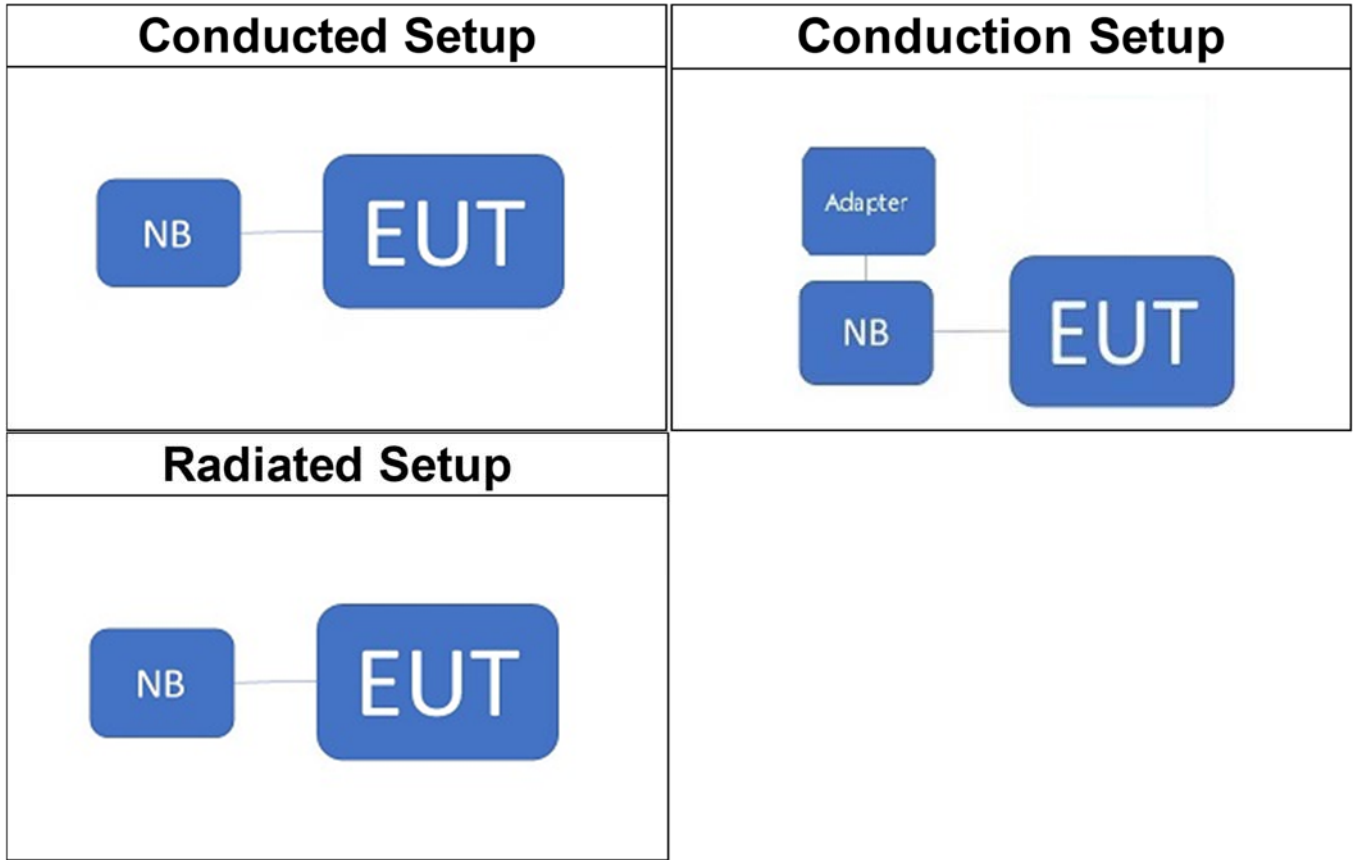 Conducted Setup
NB
EUT
Conduction Setup
Adapter
NB
EUT
Radiated Setup
NB
EUT